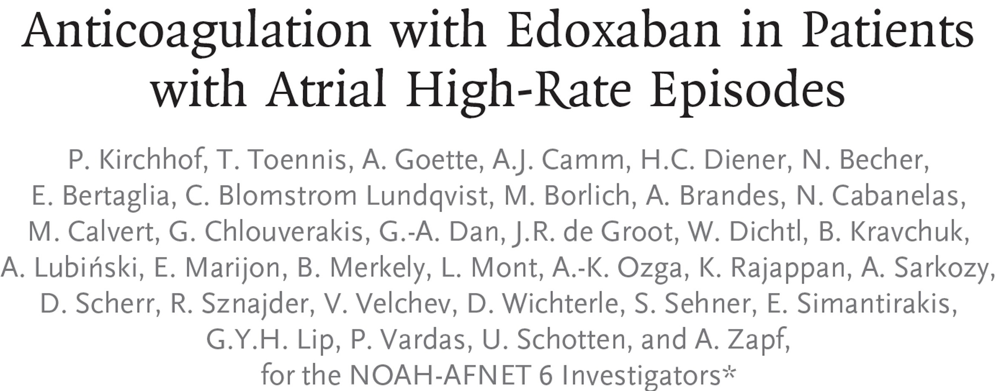 Anticoagulation with Edoxaban in Patients
with Atrial High-Rate Episodes
P. Kirchhof, T. Toennis, A. Goette, A.J. Camm, H.C. Diener, N. Becher,
E. Bertaglia, C. Blomstrom Lundqvist, M. Borlich, A. Brandes, N. Cabanelas,
M. Calvert, G. Chlouverakis, G.-A. Dan, J.R. de Groot, W. Dichtl, B. Kravchuk,
A. Lubiński, E. Marijon, B. Merkely, L. Mont, A.-K. Ozga, K. Rajappan, A. Sarkozy,
D. Scherr, R. Sznajder, V. Velchev, D. Wichterle, S. Sehner, E. Simantirakis,
G.Y.H. Lip, P. Vardas, U. Schotten, and A. Zapf,
for the NOAH-AFNET 6 Investigators*